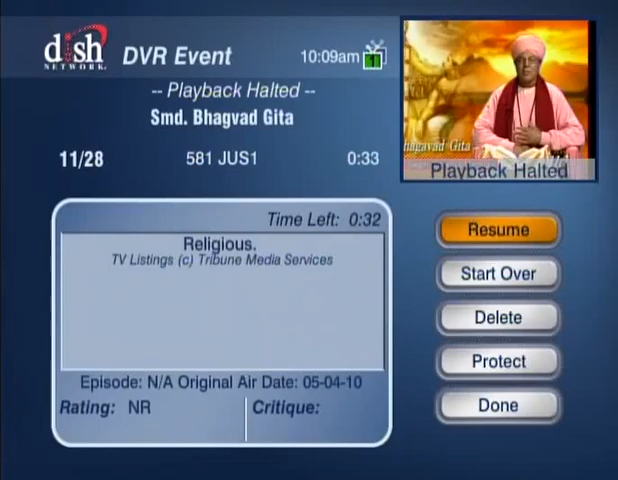 dish
NETWORK.
DVR Event
10:09am
1
-- Playback Halted --
Smd. Bhagvad Gita
11/28
581 JUS1
0:33
hagavad Gita
Playback Halted
Time Left: 0:32
Religious.
TV Listings (c) Tribune Media Services
Episode: N/A Original Air Date: 05-04-10
Rating: NR
Critique:
Resume
Start Over
Delete
Protect
Done